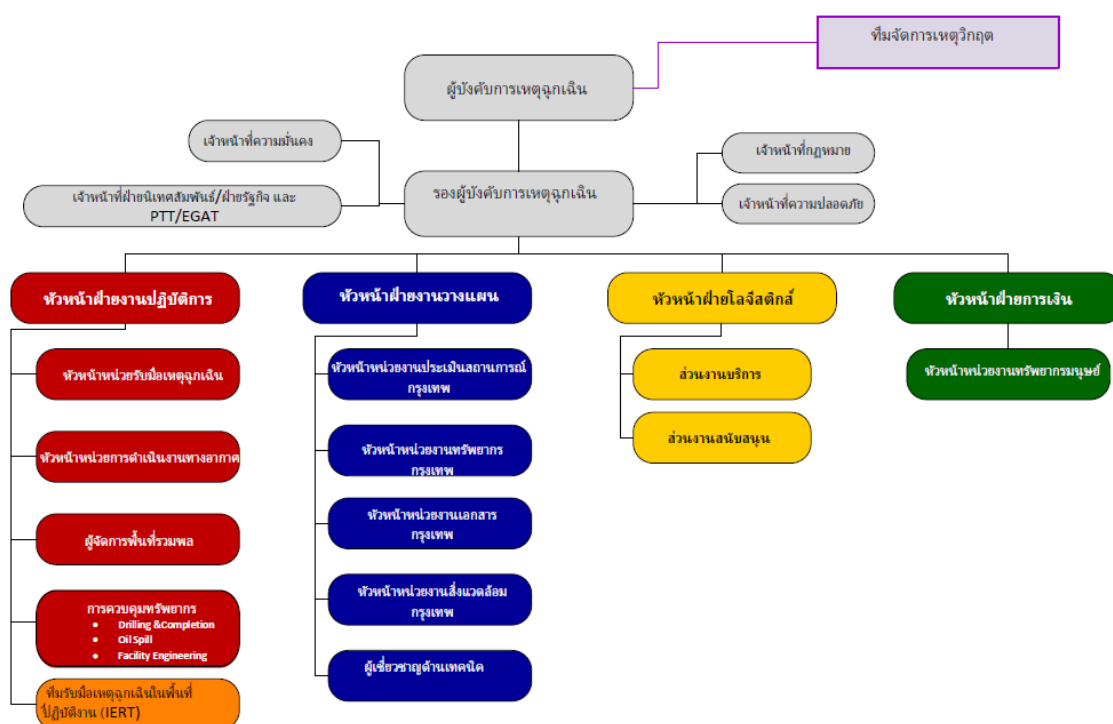 ทีมจัดการเหตุวิกฤต
ผู้บังคับการเหตุฉุกเฉิน
เจ้าหน้าที่ความมั่นคง
เจ้าหน้าที่กฎหมาย
รองผู้บังคับการเหตุฉุกเฉิน
เจ้าหน้าที่ฝ่ายนิเทศสัมพันธ์/ฝ่ายรัฐกิจ และ
PTT/EGAT
เจ้าหน้าที่ความปลอดภัย
หัวหน้าฝ่ายงานปฏิบัติการ
หัวหน้าฝ่ายงานวางแผน
หัวหน้าฝ่ายโลจีสติกส์
หัวหน้าฝ่ายการเงิน
หัวหน้าหน่วยรับมือเหตุฉุกเฉิน
หัวหน้าหน่วยการดำเนินงานทางอากาศ
ผู้จัดการพื้นที่รวมพล
การควบคุมทรัพยากร
• Drilling &Completion
• Oil Spill
• Facility Engineering
ทีมรับมือเหตุฉุกเฉินในพื้นที่
ปฏิบัติงาน (IERT)
หัวหน้าหน่วยงานประเมินสถานการณ์
กรุงเทพ
หัวหน้าหน่วยงานทรัพยากร
กรุงเทพ
หัวหน้าหน่วยงานเอกสาร
กรุงเทพ
หัวหน้าหน่วยงานสิ่งแวดล้อม
กรุงเทพ
ผู้เชี่ยวชาญด้านเทคนิค
ส่วนงานบริการ
ส่วนงานสนับสนุน
หัวหน้าหน่วยงานทรัพยากรมนุษย์